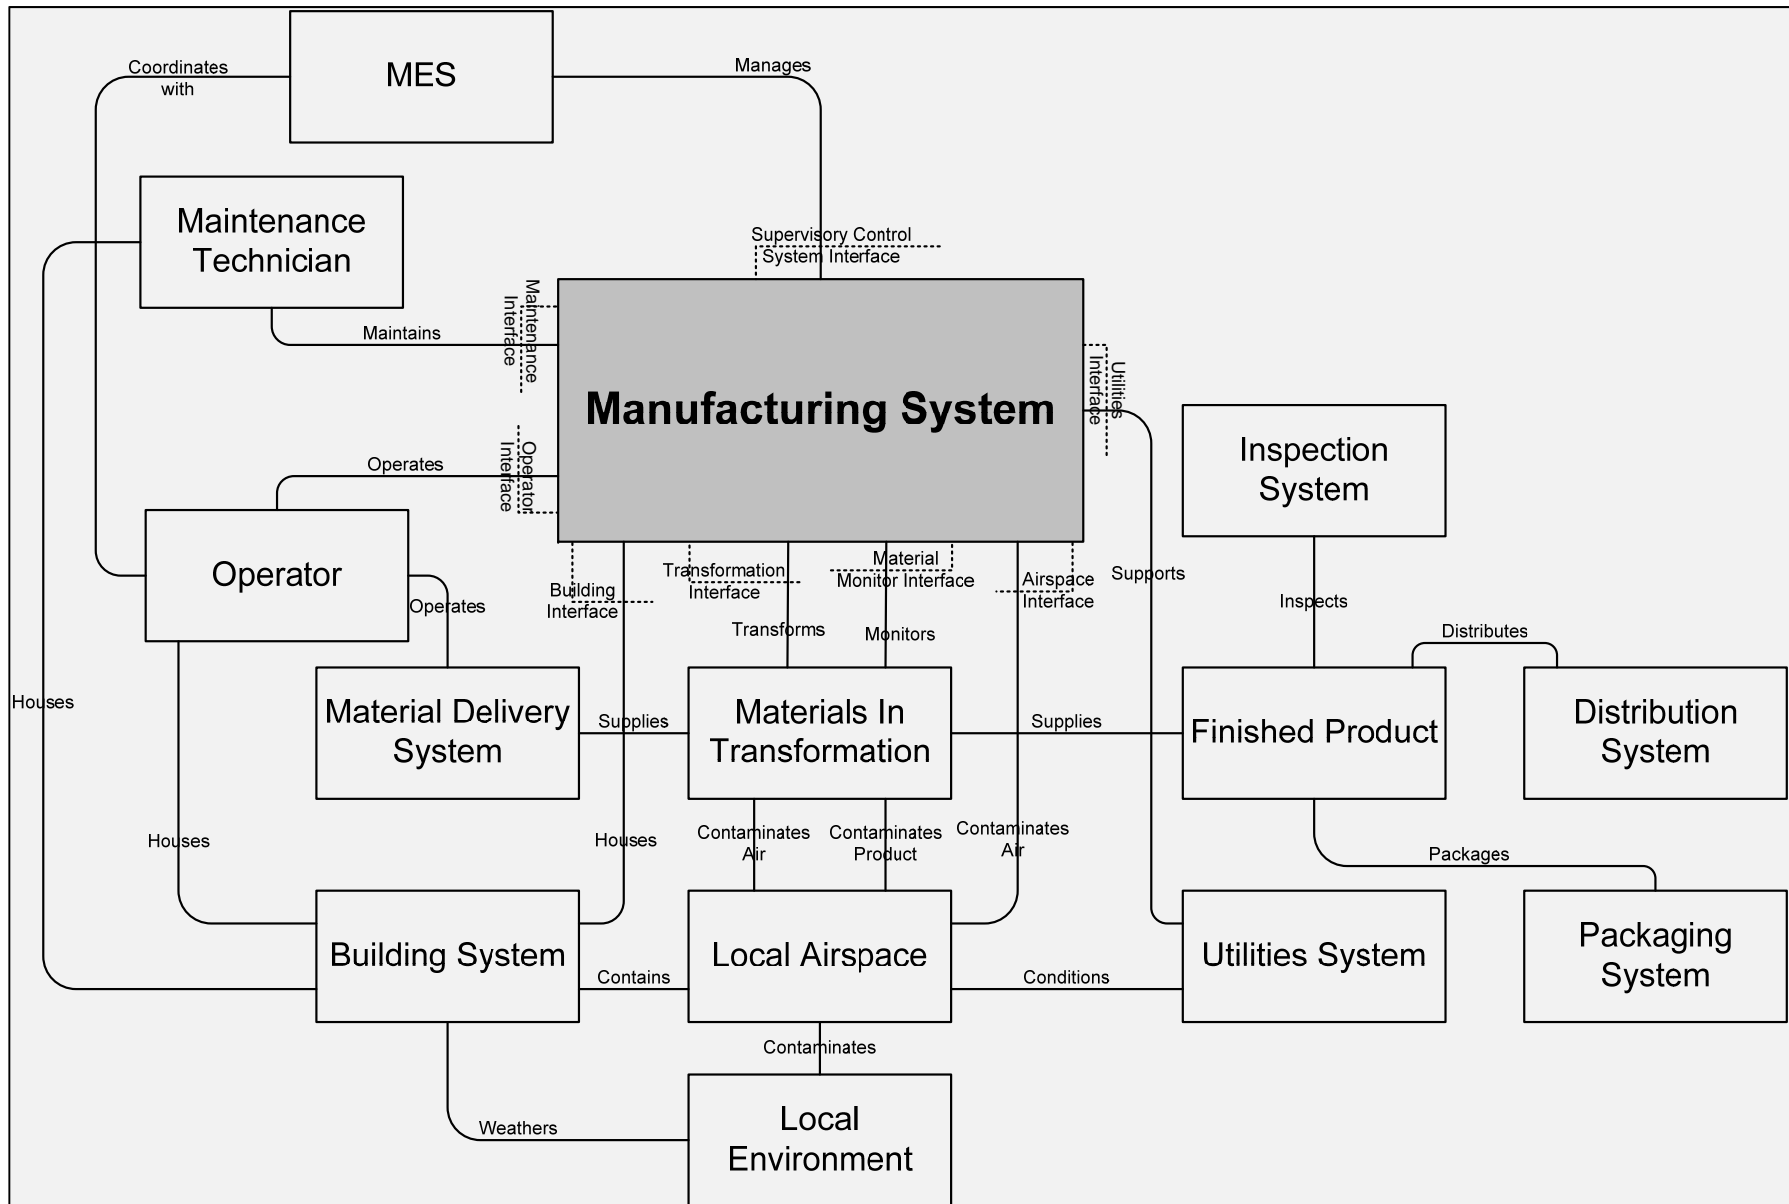 Coordinates
with
MES
Manages
Maintenance
Technician
Supervisory Control
System Interface
Maintains
Maintenance
Interface
Manufacturing System
Utilities
Interface
Operates
Operator
Interface
Inspection
System
Operator
Operates
Building
Interface
Transformation
Interface
Material
Monitor Interface
Airspace
Interface
Supports
Inspects
Transforms
Monitors
Distributes
Houses
Material Delivery
System
Supplies
Materials In
Transformation
Supplies
Finished Product
Distribution
System
Houses
Houses
Contaminates
Air
Contaminates
Product
Contaminates
Air
Packages
Building System
Contains
Local Airspace
Conditions
Utilities System
Packaging
System
Contaminates
Weathers
Local
Environment